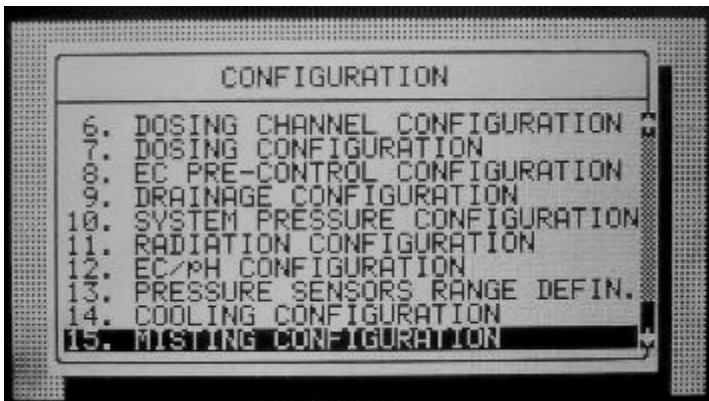 CONFIGURATION
6. DOSING CHANNEL CONFIGURATION
7. DOSING CONFIGURATION
8. EC PRE-CONTROL CONFIGURATION
9. DRAINAGE CONFIGURATION
10. SYSTEM PRESSURE CONFIGURATION
11. RADIATION CONFIGURATION
12. EC/pH CONFIGURATION
13. PRESSURE SENSORS RANGE DEFIN.
14. COOLING CONFIGURATION
15. MISTING CONFIGURATION